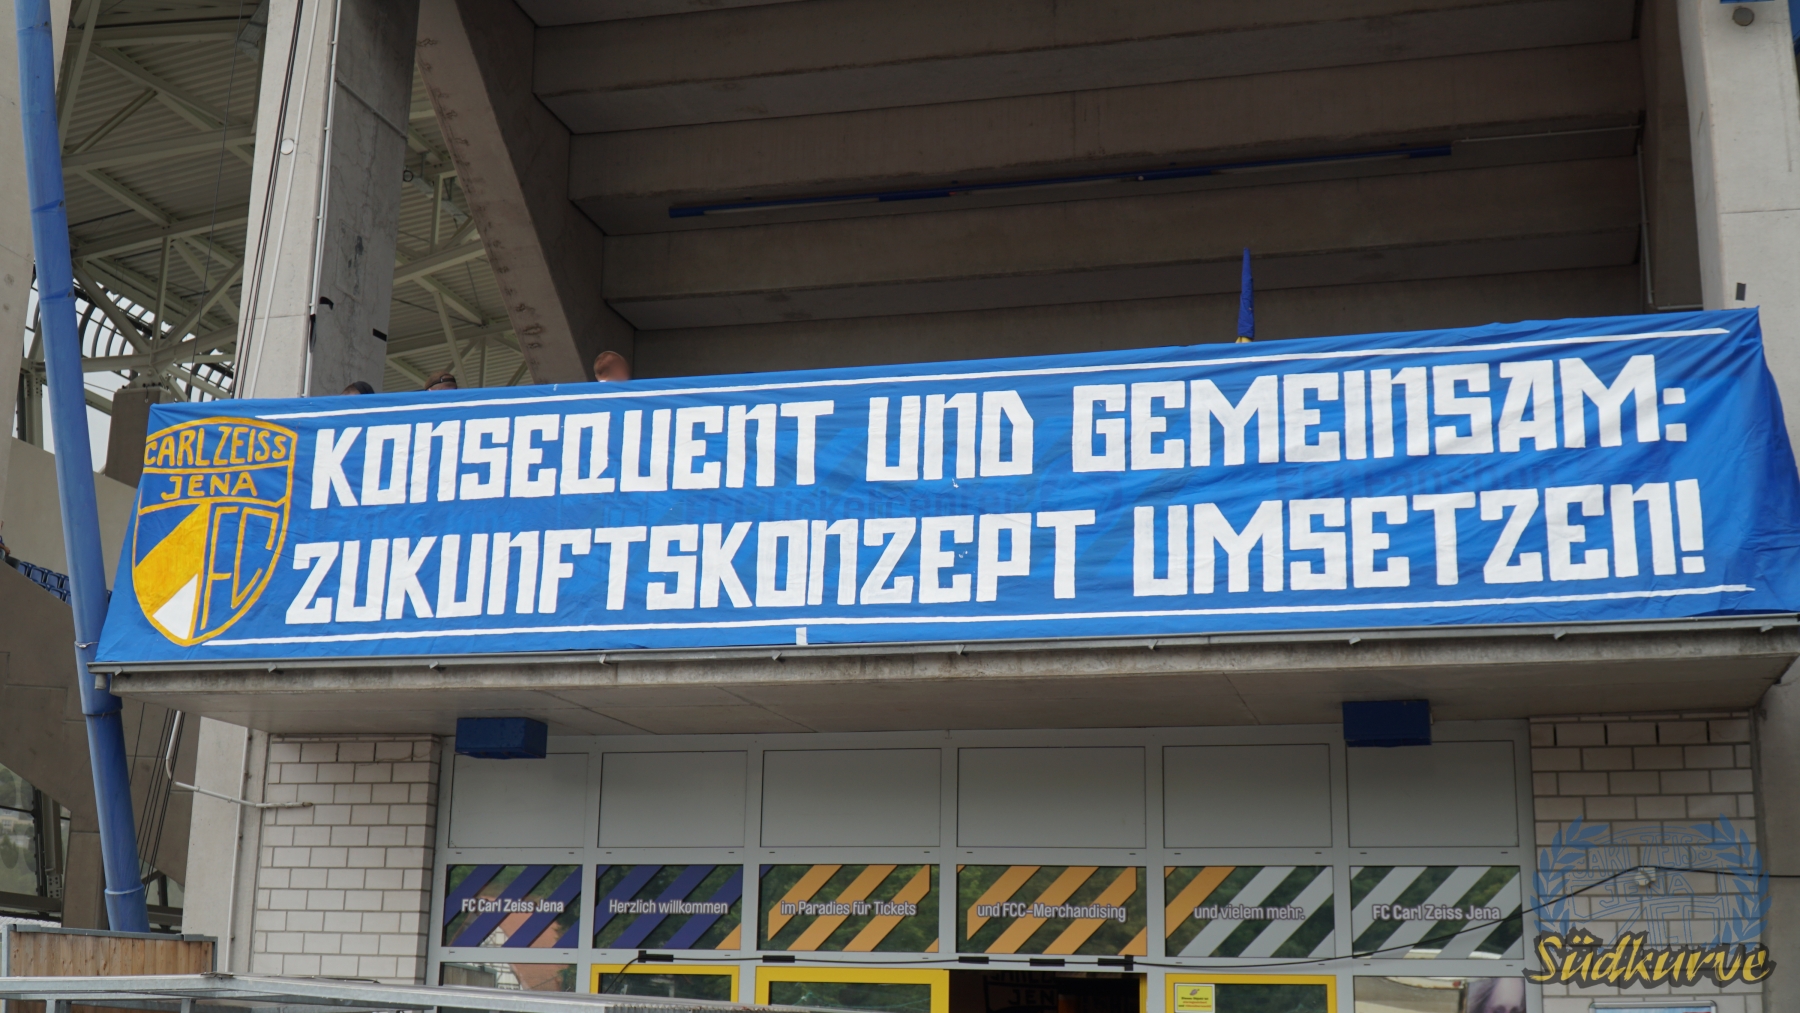 CARL ZEISS
JENA
FC
KONSEQUENT UND GEMEINSAM:
ZUKUNFTSKONZEPT UMSETZEN!
FC Carl Zeiss Jena
Herzlich willkommen
im Paradies für Tickets
und FCC-Merchandising
und vielem mehr.
FC Carl Zeiss Jena
JENA
Südkurve